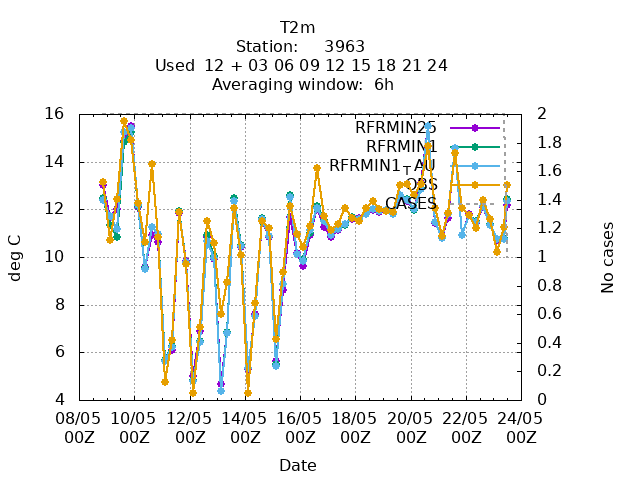 T2m
Station: 3963
Used 12 + 03 06 09 12 15 18 21 24
Averaging window: 6h
deg C
No cases
16
14
12
10
8
6
4
2
1.8
1.6
1.4
1.2
1
0.8
0.6
0.4
0.2
0
RFRMIN25
RFRMIN1
RFRMIN1TAU
OBS
CASES
08/05 10/05 12/05 14/05 16/05 18/05 20/05 22/05 24/05
00Z 00Z 00Z 00Z 00Z 00Z 00Z 00Z 00Z
Date